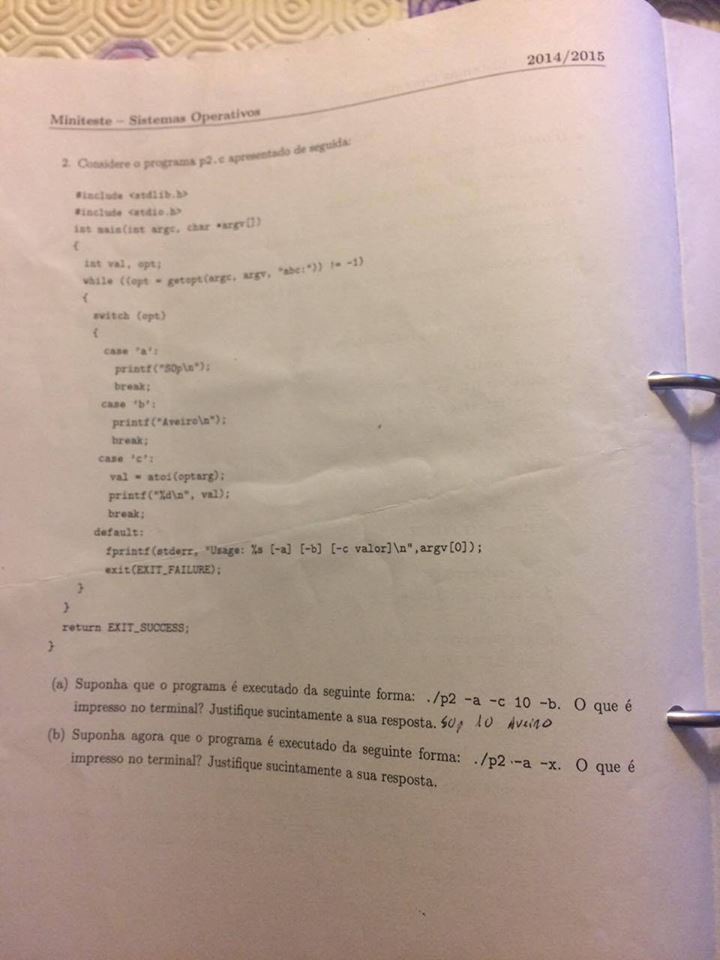 2014/2015
Miniteste – Sistemas Operativos
2. Considere o programa p2.c apresentado de seguida:
#include <stdlib.h>
#include <stdio.h>
int main(int argc, char *argv[])
{
int val, opt;
while ((opt = getopt(argc, argv, "abc:")) != -1)
{
switch (opt)
{
case 'a':
printf("SOp\n");
break;
case 'b':
printf("Aveiro\n");
break;
case 'c':
val = atoi(optarg);
printf("%d\n", val);
break;
default:
fprintf(stderr, "Usage: %s [-a] [-b] [-c valor]\n",argv[0]);
exit(EXIT_FAILURE);
}
}
return EXIT_SUCCESS;
}
(a) Suponha que o programa é executado da seguinte forma: ./p2 -a -c 10 -b. O que é
impresso no terminal? Justifique sucintamente a sua resposta. SOp 10 Aveiro
(b) Suponha agora que o programa é executado da seguinte forma: ./p2 -a -x. O que é
impresso no terminal? Justifique sucintamente a sua resposta.